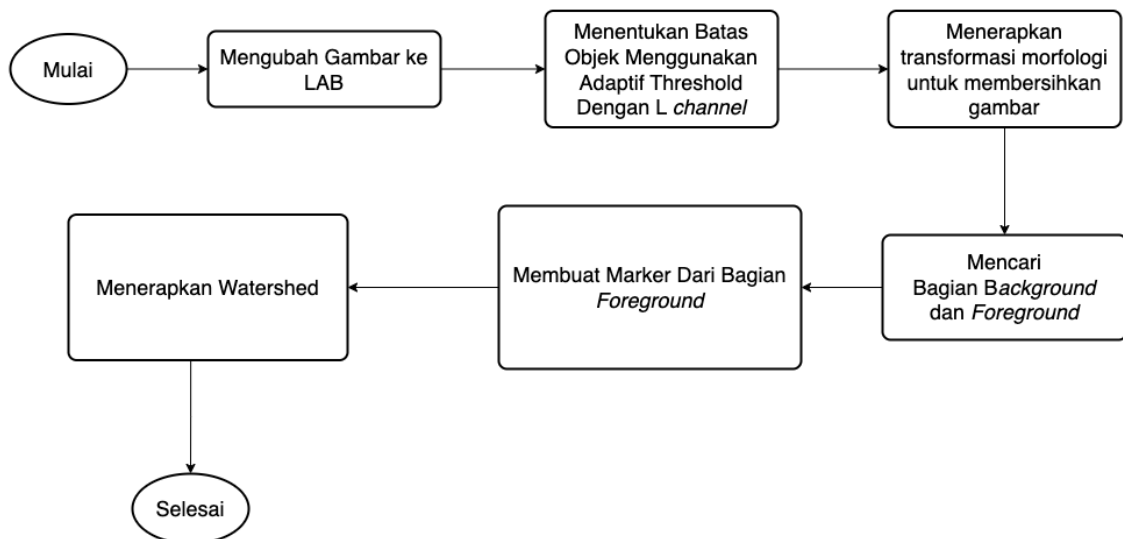 Mulai
Mengubah Gambar ke
LAB
Menentukan Batas
Objek Menggunakan
Adaptif Threshold
Dengan L channel
Menerapkan
transformasi morfologi
untuk membersihkan
gambar
Mencari
Bagian Background
dan Foreground
Membuat Marker Dari Bagian
Foreground
Menerapkan Watershed
Selesai